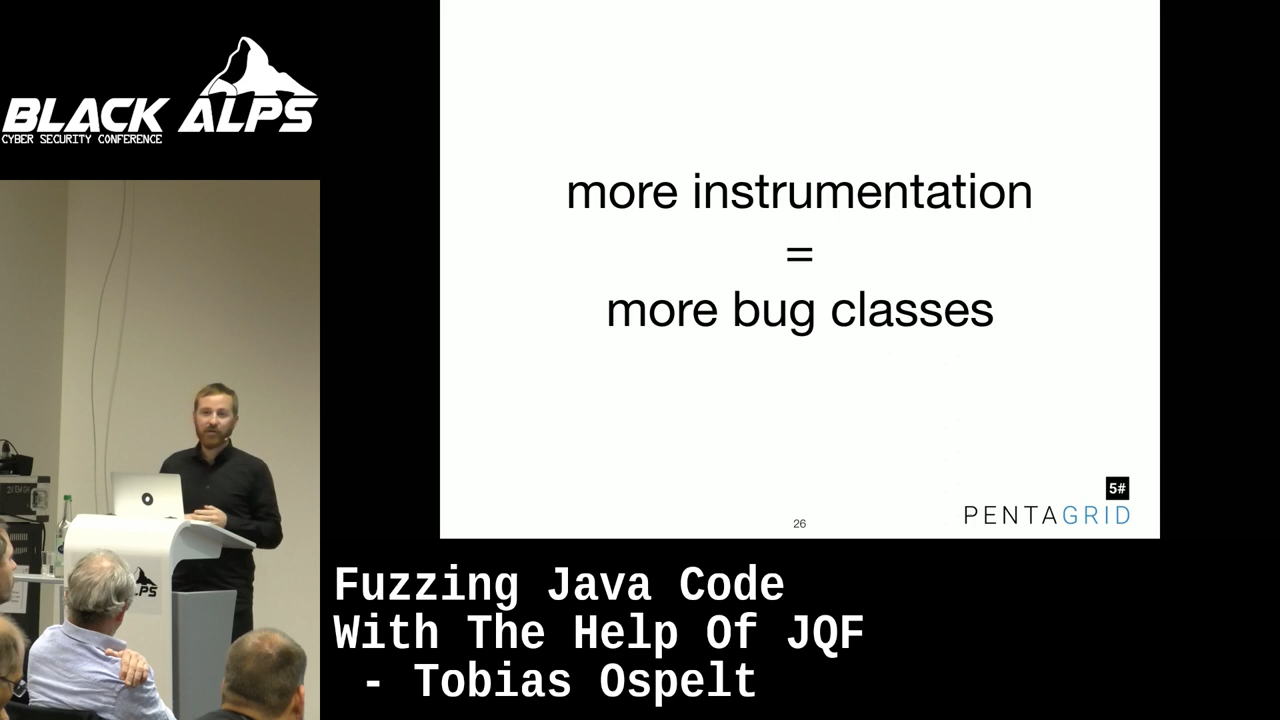 BLACK ALPS
CYBER SECURITY CONFERENCE
more instrumentation
=
more bug classes
5#
26
PENTAGRID
Fuzzing Java Code
With The Help Of JQF
- Tobias Ospelt